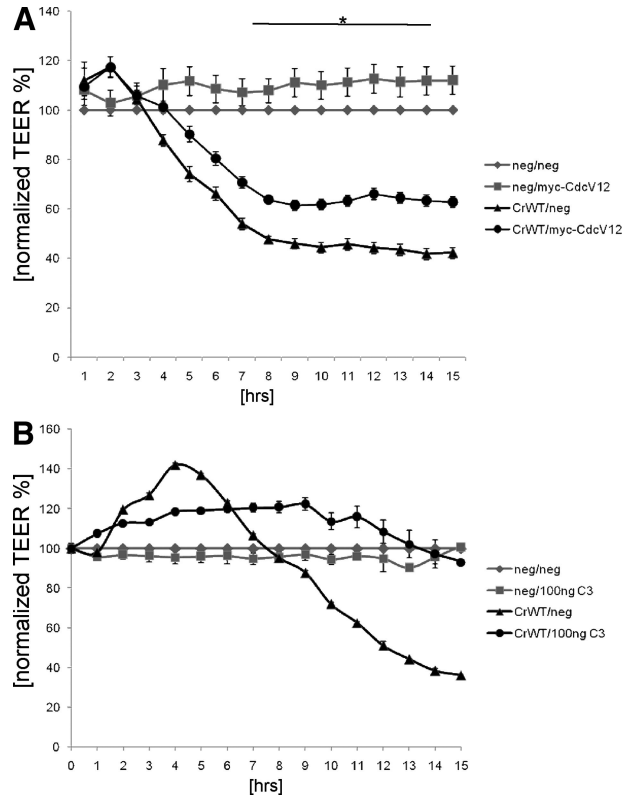 A
*
[normalized TEER %]
140
120
100
80
60
40
20
0
1 2 3 4 5 6 7 8 9 10 11 12 13 14 15
[hrs]
neg/neg
neg/myc-CdcV12
CrWT/neg
CrWT/myc-CdcV12
B
[normalized TEER %]
160
140
120
100
80
60
40
20
0
0 1 2 3 4 5 6 7 8 9 10 11 12 13 14 15
[hrs]
neg/neg
neg/100ng C3
CrWT/neg
CrWT/100ng C3